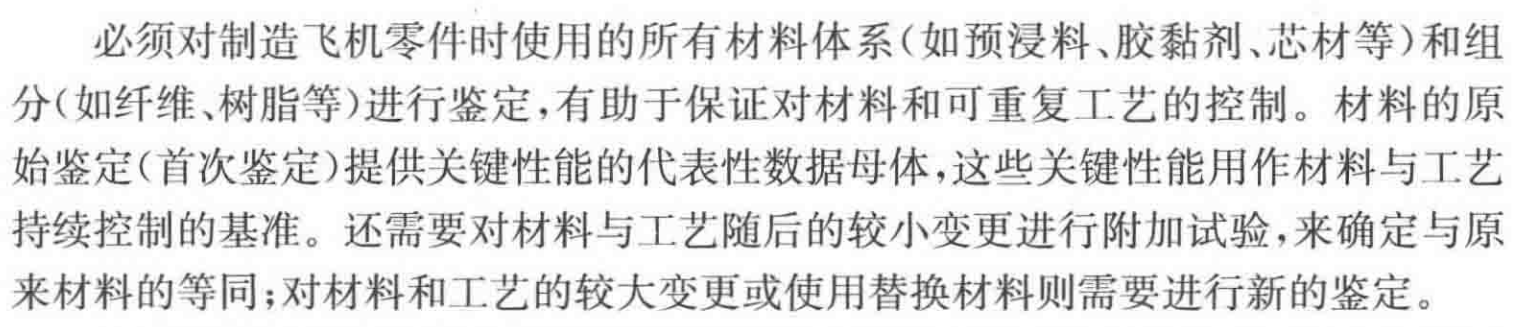 必须对制造飞机零件时使用的所有材料体系(如预浸料、胶黏剂、芯材等)和组
分(如纤维、树脂等)进行鉴定,有助于保证对材料和可重复工艺的控制。材料的原
始鉴定(首次鉴定)提供关键性能的代表性数据母体,这些关键性能用作材料与工艺
持续控制的基准。还需要对材料与工艺随后的较小变更进行附加试验,来确定与原
来材料的等同;对材料和工艺的较大变更或使用替换材料则需要进行新的鉴定。